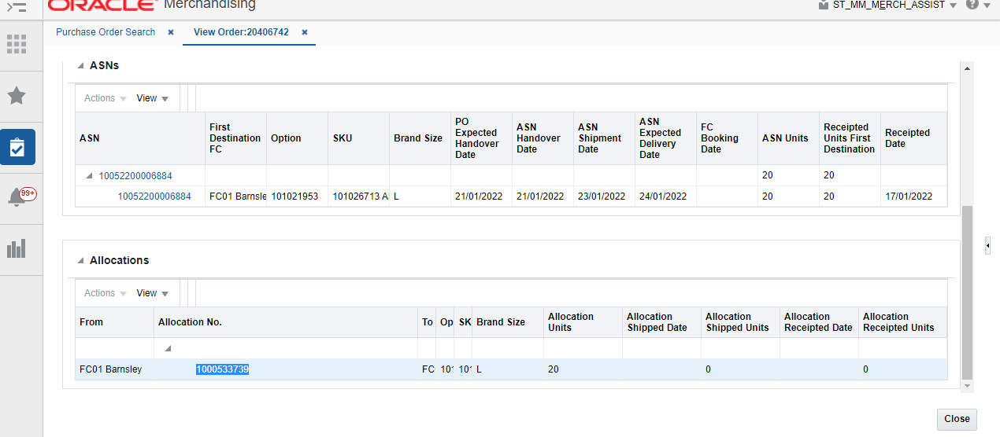 ORACLE Merchandising
ST_MM_MERCH_ASSIST
Purchase Order Search
View Order:20406742
99+
ASNs
Actions View
ASN First Destination FC Option SKU Brand Size PO Expected Handover Date ASN Handover Date ASN Shipment Date ASN Expected Delivery Date FC Booking Date ASN Units Receipted Units First Destination Receipted Date
10052200006884 20 20
10052200006884 FC01 Barnsle 101021953 101026713 A L 21/01/2022 21/01/2022 23/01/2022 24/01/2022 20 20 17/01/2022
Allocations
Actions View
From Allocation No. To Op SK Brand Size Allocation Units Allocation Shipped Date Allocation Shipped Units Allocation Receipted Date Allocation Receipted Units
FC01 Barnsley 1000533739 FC 101 101 L 20 0 0
Close